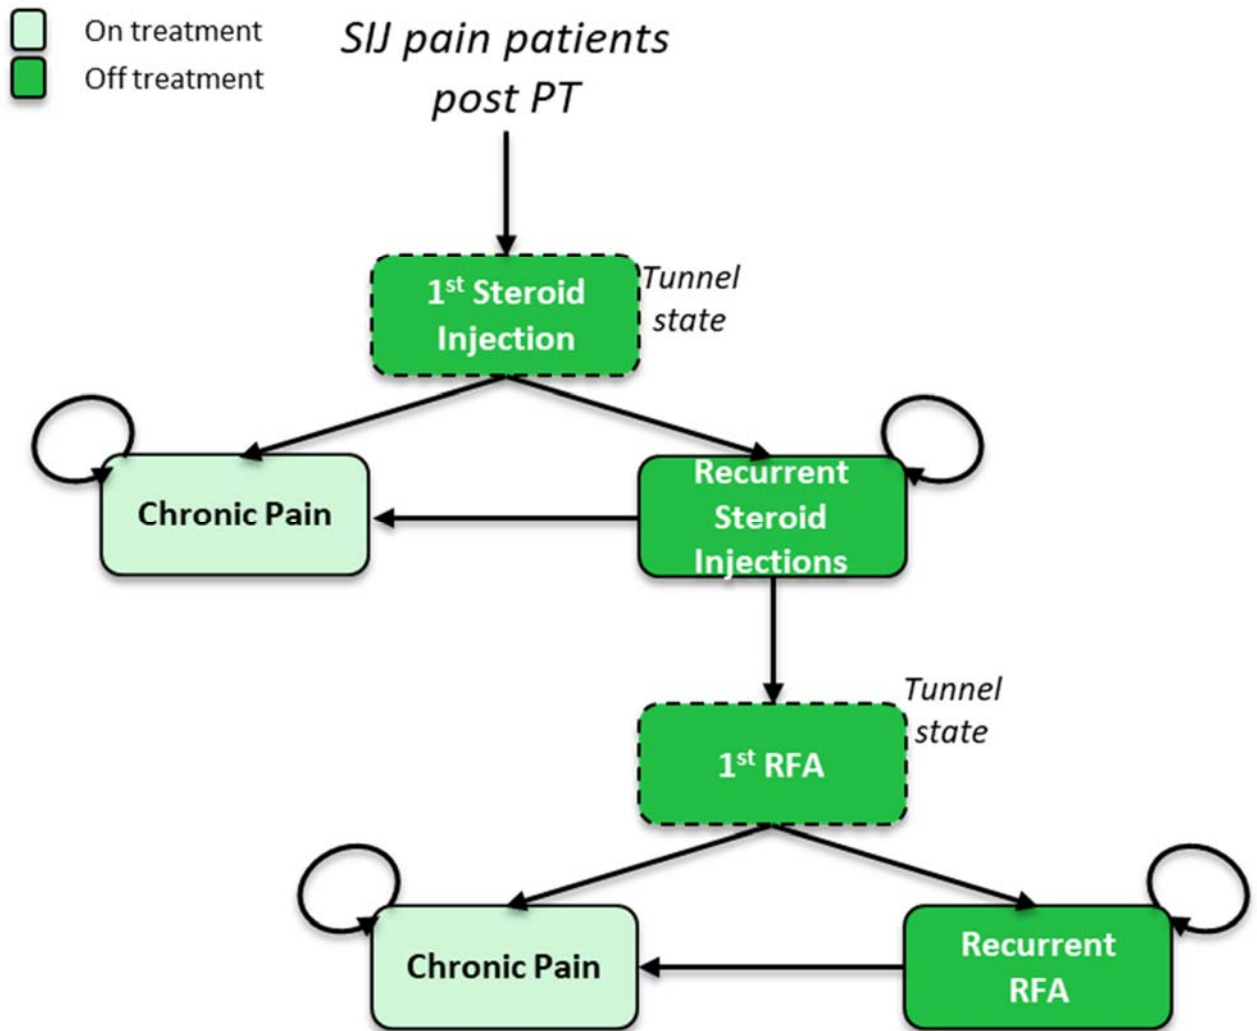 On treatment
Off treatment
SIJ pain patients
post PT
1st Steroid
Injection
Tunnel
state
Chronic Pain
Recurrent
Steroid
Injections
Tunnel
state
1st RFA
Chronic Pain
Recurrent
RFA